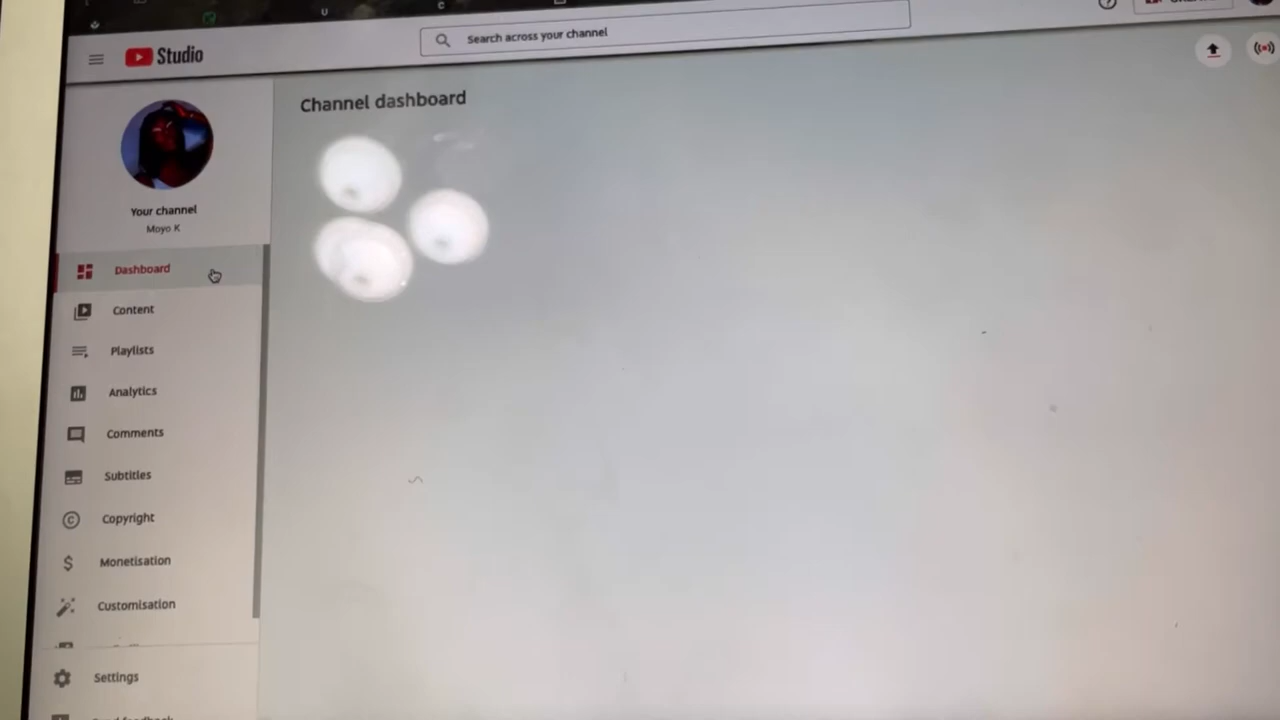 Studio
Search across your channel
Channel dashboard
Your channel
Moyo K
Dashboard
Content
Playlists
Analytics
Comments
Subtitles
Copyright
Monetisation
Customisation
Settings